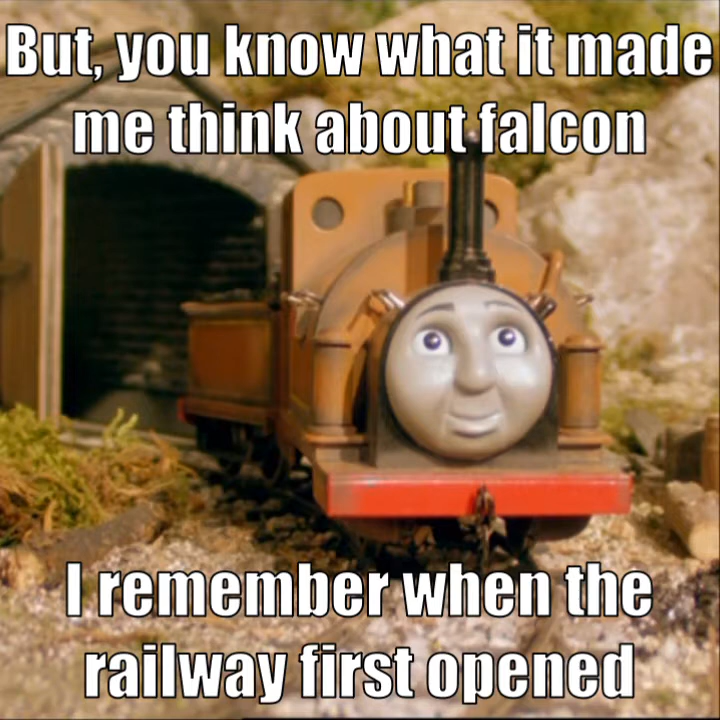 But, you know what it made
me think about falcon
I remember when the
railway first opened